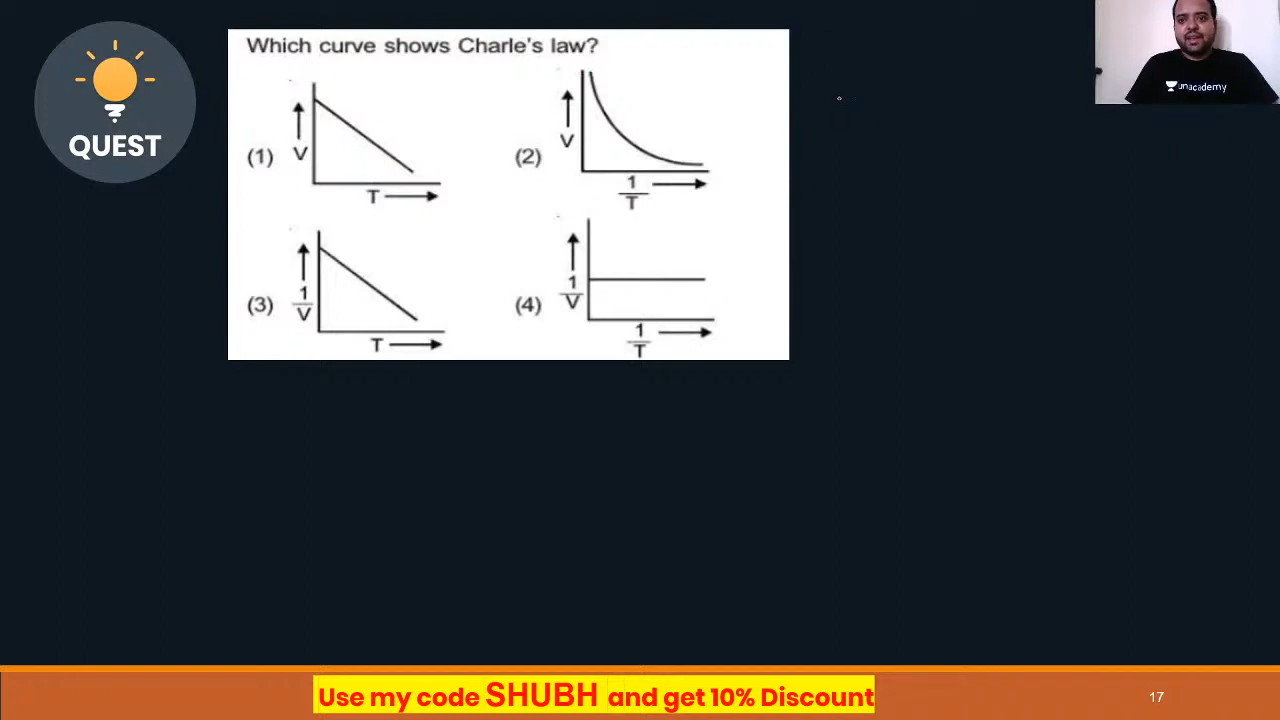 QUEST
Which curve shows Charle's law?
(1) V T
(2) V 1/T
(3) 1/V T
(4) 1/V 1/T
unacademy
Use my code SHUBH and get 10% Discount
17